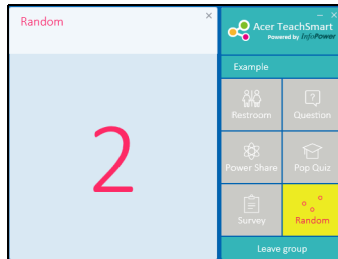 Random
×
2
– ×
Acer TeachSmart
Powered by InfoPower
Example
Restroom
Question
Power Share
Pop Quiz
Survey
Random
Leave group